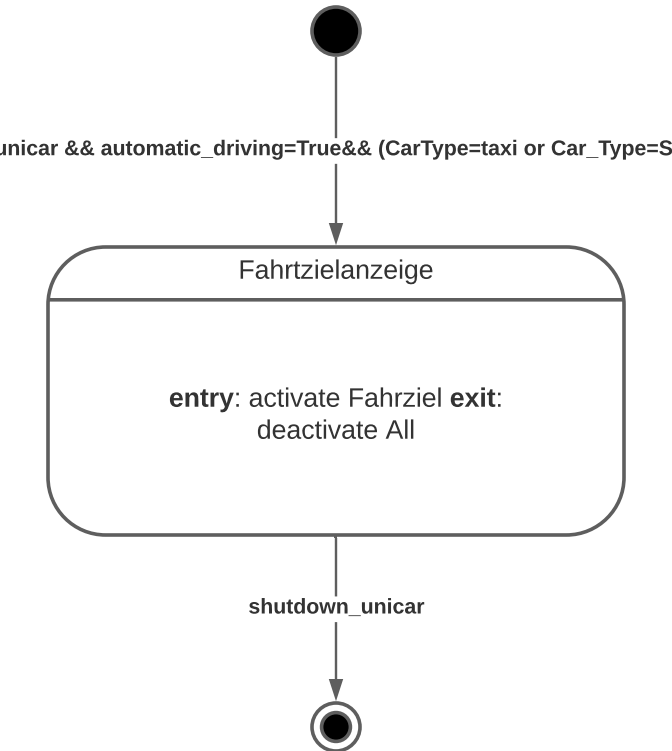 unicar && automatic_driving=True&& (CarType=taxi or Car_Type=S
Fahrtzielanzeige
entry: activate Fahrziel exit:
deactivate All
shutdown_unicar